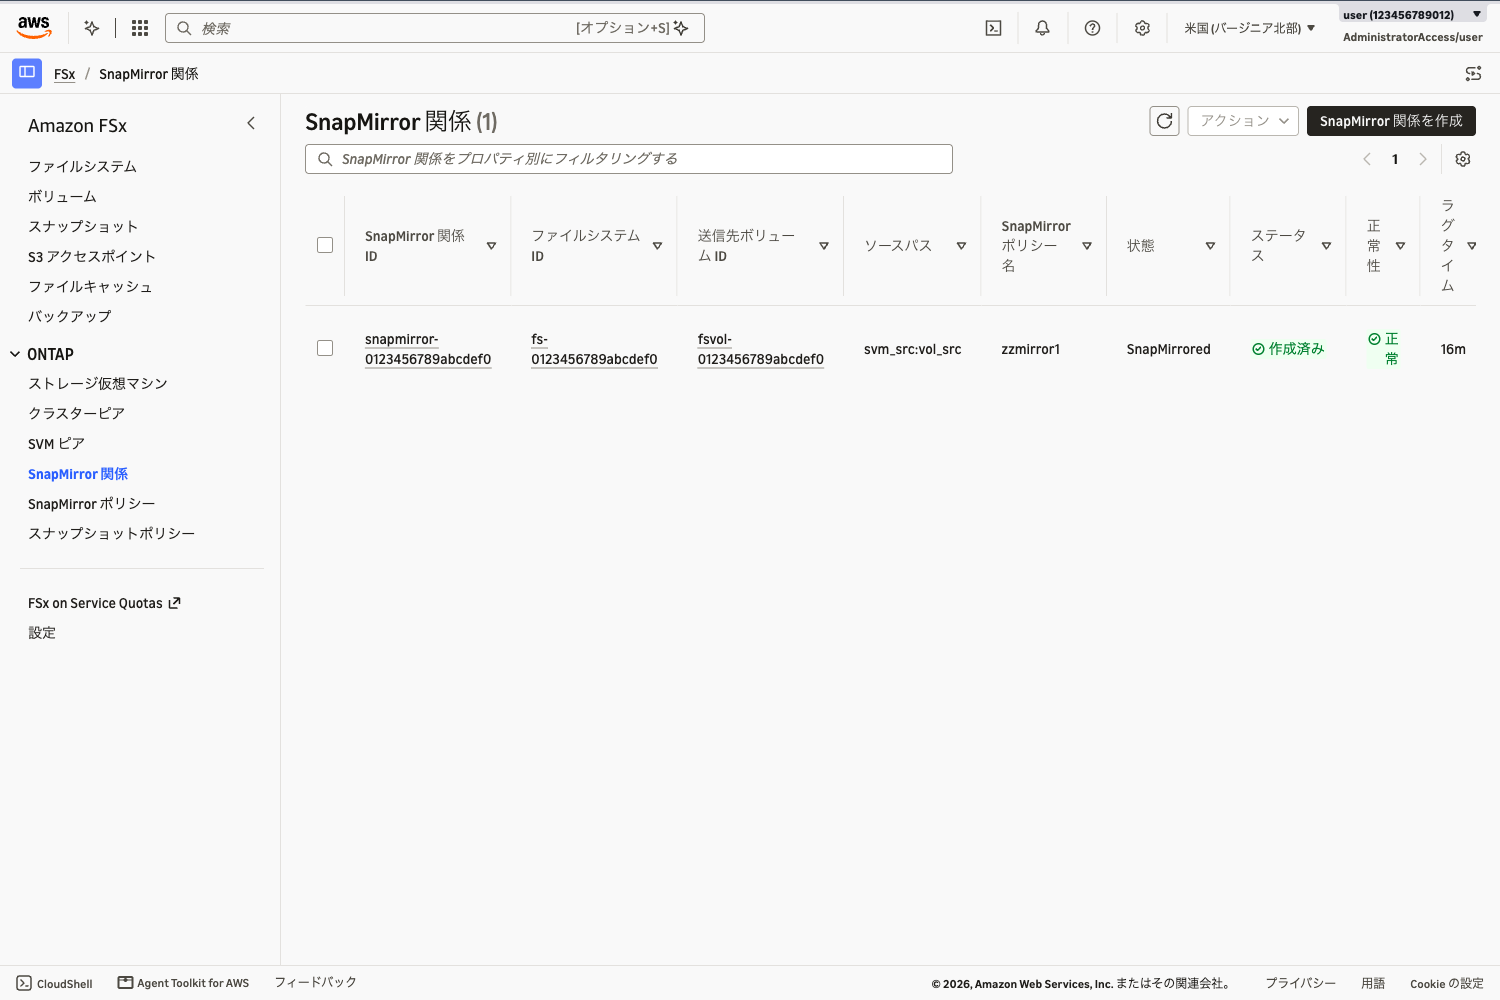 aws
検索
[オプション+S]
米国 (バージニア北部)
user (123456789012)
AdministratorAccess/user
FSx / SnapMirror 関係
Amazon FSx
ファイルシステム
ボリューム
スナップショット
S3 アクセスポイント
ファイルキャッシュ
バックアップ
ONTAP
ストレージ仮想マシン
クラスターピア
SVM ピア
SnapMirror 関係
SnapMirror ポリシー
スナップショットポリシー
FSx on Service Quotas
設定
SnapMirror 関係 (1)
アクション
SnapMirror 関係を作成
SnapMirror 関係をプロパティ別にフィルタリングする
1
SnapMirror 関係
ID
ファイルシステム
ID
送信先ボリュー
ム ID
ソースパス
SnapMirror
ポリシー
名
状態
ステータ
ス
正
常
性
ラ
グ
タ
イ
ム
snapmirror-
0123456789abcdef0
fs-
0123456789abcdef0
fsvol-
0123456789abcdef0
svm_src:vol_src
zzmirror1
SnapMirrored
作成済み
正
常
16m
CloudShell
Agent Toolkit for AWS
フィードバック
© 2026, Amazon Web Services, Inc. またはその関連会社。
プライバシー
用語
Cookie の設定